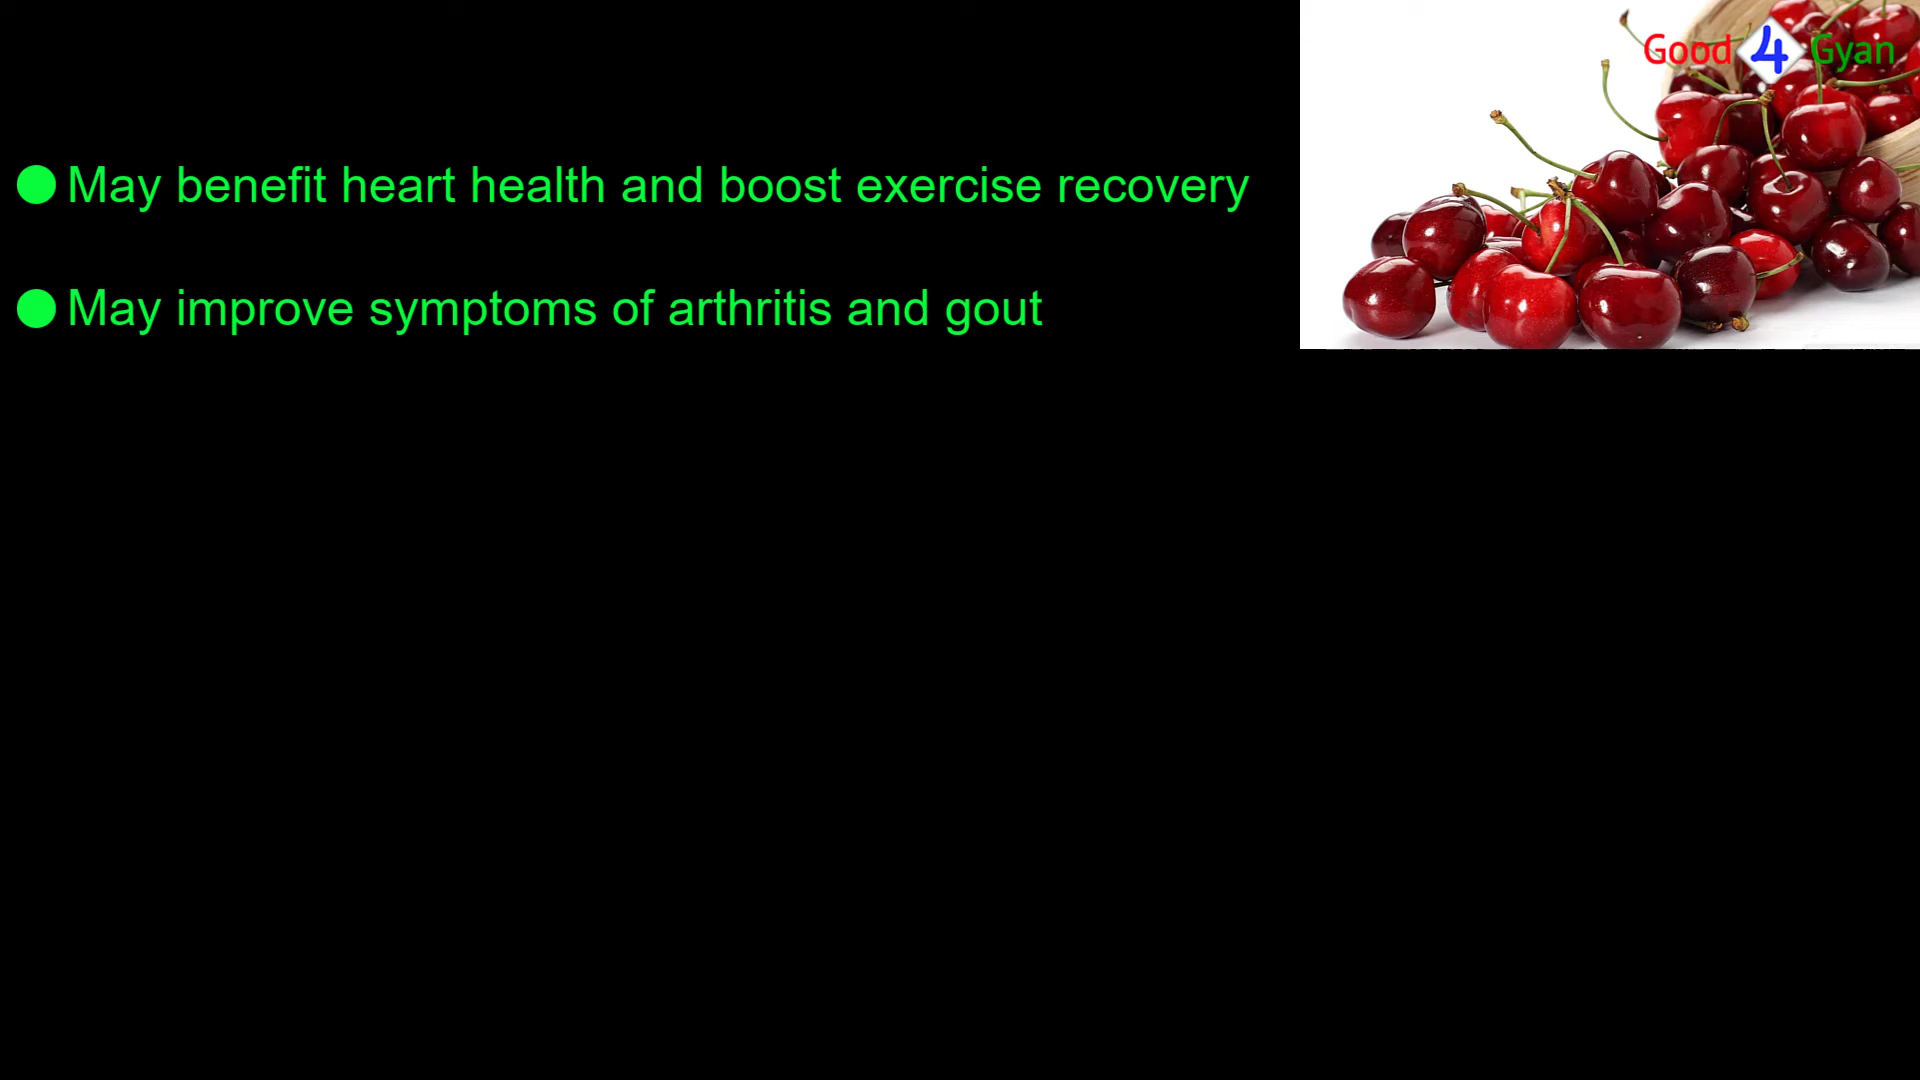 Good 4 Gyan
● May benefit heart health and boost exercise recovery
● May improve symptoms of arthritis and gout